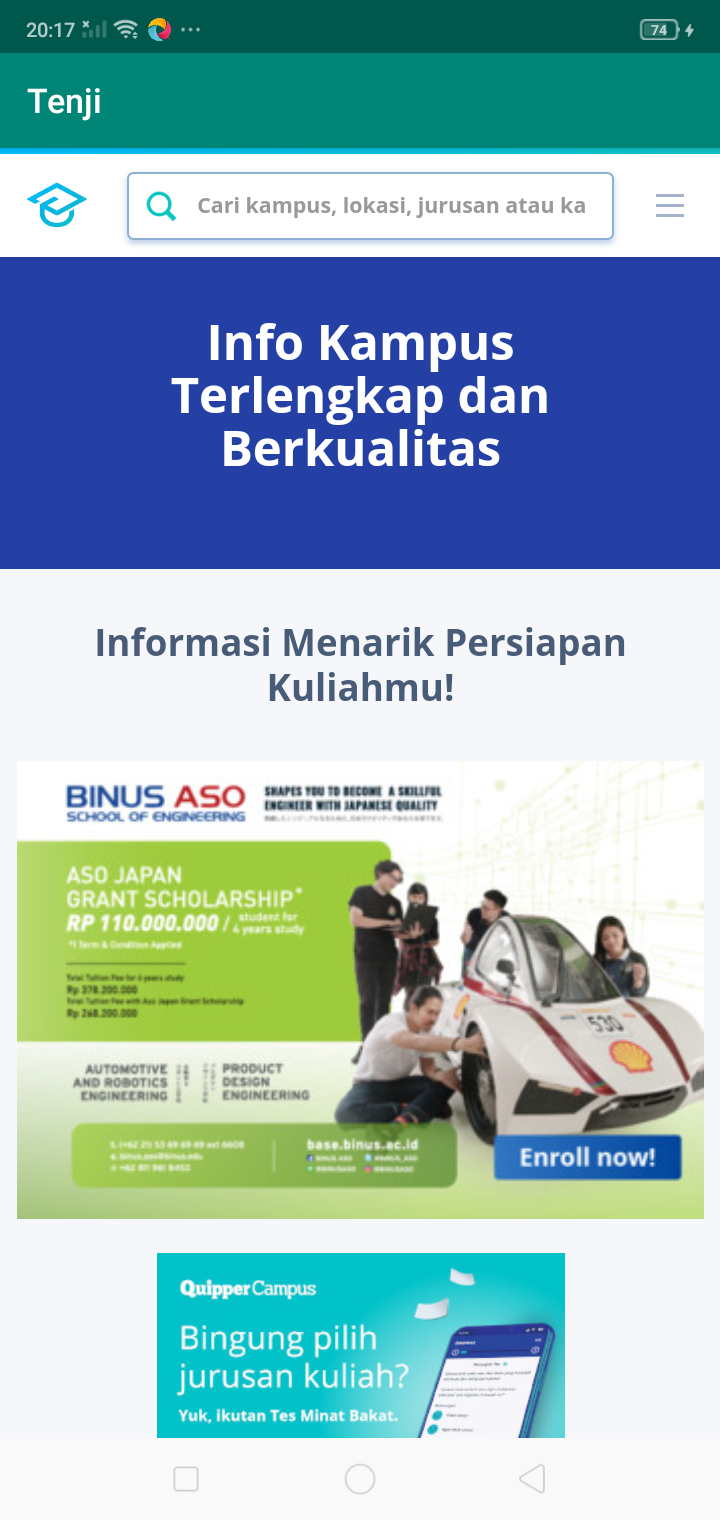 20:17
74
Tenji
Cari kampus, lokasi, jurusan atau ka
Info Kampus
Terlengkap dan
Berkualitas
Informasi Menarik Persiapan
Kuliahmu!
BINUS ASO
SCHOOL OF ENGINEERING
SHAPES YOU TO BECOME A SKILLFUL
ENGINEER WITH JAPANESE QUALITY
ASO JAPAN
GRANT SCHOLARSHIP*
RP 110.000.000 / student for
4 years study
*) Term & Condition Applied
Total Tuition Fee for 4 years study
Rp 378.200.000
Total Tuition Fee with Aso Japan Grant Scholarship
Rp 268.200.000
530
AUTOMOTIVE
AND ROBOTICS
ENGINEERING
PRODUCT
DESIGN
ENGINEERING
base.binus.ac.id
Enroll now!
Quipper Campus
Bingung pilih
jurusan kuliah?
Yuk, ikutan Tes Minat Bakat.